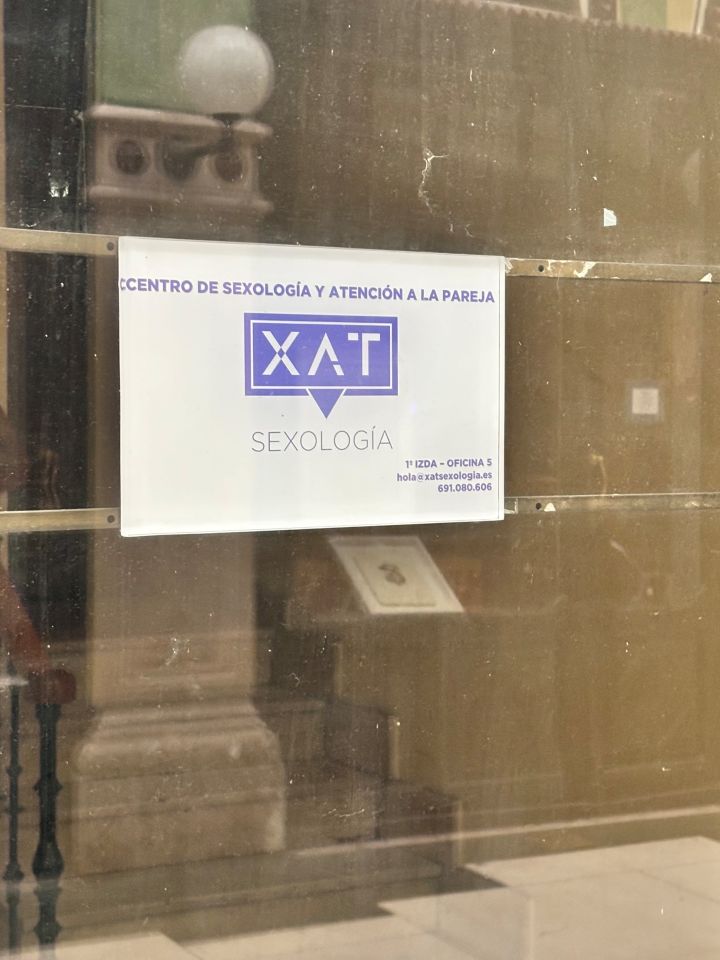 CCENTRO DE SEXOLOGÍA Y ATENCIÓN A LA PAREJA
XAT
SEXOLOGÍA
1º IZDA – OFICINA 5
hola@xatsexologia.es
691.080.606